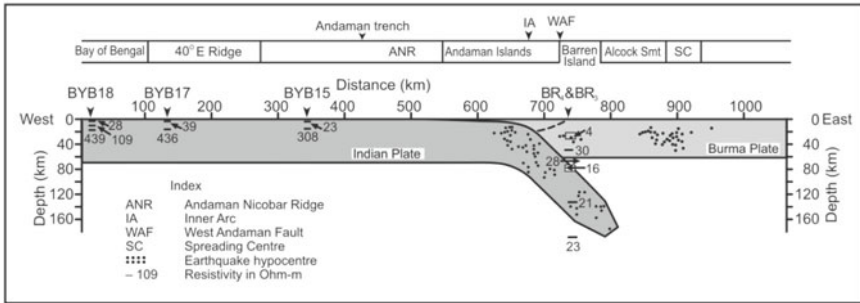 Andaman trench IA WAF
Bay of Bengal 40°E Ridge ANR Andaman Islands Barren Island Alcock Smt SC
Distance (km)
BYB18 BYB17 BYB15 BR4&BR5
West 100 200 300 400 500 600 700 800 900 1000 East
0 0
28 39 23 4
439 109 436 308 30
40 40
Indian Plate 28 Burma Plate
80 16 80
120 120
21
160 160
23
Depth (km) Depth (km)
Index
ANR Andaman Nicobar Ridge
IA Inner Arc
WAF West Andaman Fault
SC Spreading Centre
Earthquake hypocentre
– 109 Resistivity in Ohm-m